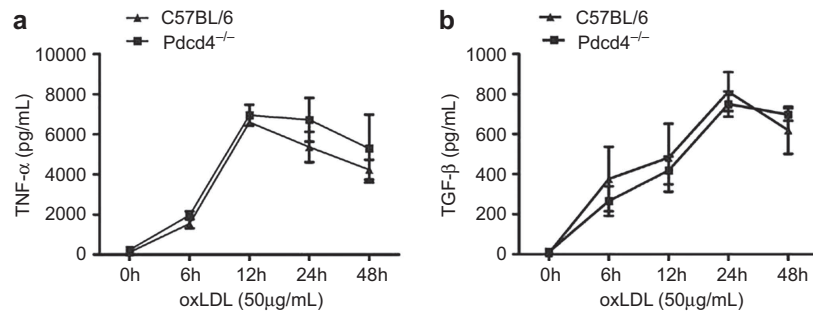 a
C57BL/6
Pdcd4⁻/⁻
TNF-α (pg/mL)
10000
8000
6000
4000
2000
0
0h 6h 12h 24h 48h
oxLDL (50μg/mL)
b
C57BL/6
Pdcd4⁻/⁻
TGF-β (pg/mL)
1000
800
600
400
200
0
0h 6h 12h 24h 48h
oxLDL (50μg/mL)